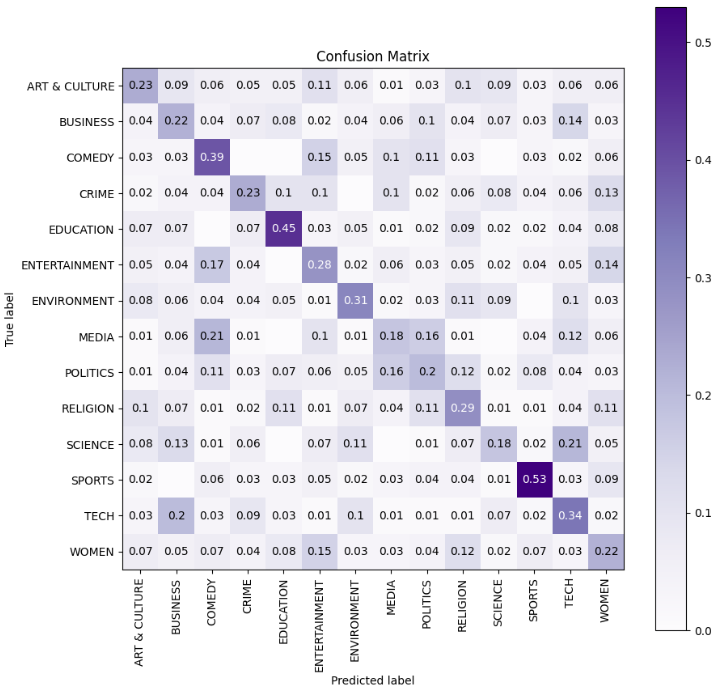 Confusion Matrix
ART & CULTURE 0.23 0.09 0.06 0.05 0.05 0.11 0.06 0.01 0.03 0.1 0.09 0.03 0.06 0.06
BUSINESS 0.04 0.22 0.04 0.07 0.08 0.02 0.04 0.06 0.1 0.04 0.07 0.03 0.14 0.03
COMEDY 0.03 0.03 0.39 0.15 0.05 0.1 0.11 0.03 0.03 0.02 0.06
CRIME 0.02 0.04 0.04 0.23 0.1 0.1 0.1 0.02 0.06 0.08 0.04 0.06 0.13
EDUCATION 0.07 0.07 0.07 0.45 0.03 0.05 0.01 0.02 0.09 0.02 0.02 0.04 0.08
ENTERTAINMENT 0.05 0.04 0.17 0.04 0.28 0.02 0.06 0.03 0.05 0.02 0.04 0.05 0.14
ENVIRONMENT 0.08 0.06 0.04 0.04 0.05 0.01 0.31 0.02 0.03 0.11 0.09 0.1 0.03
MEDIA 0.01 0.06 0.21 0.01 0.1 0.01 0.18 0.16 0.01 0.04 0.12 0.06
POLITICS 0.01 0.04 0.11 0.03 0.07 0.06 0.05 0.16 0.2 0.12 0.02 0.08 0.04 0.03
RELIGION 0.1 0.07 0.01 0.02 0.11 0.01 0.07 0.04 0.11 0.29 0.01 0.01 0.04 0.11
SCIENCE 0.08 0.13 0.01 0.06 0.07 0.11 0.01 0.07 0.18 0.02 0.21 0.05
SPORTS 0.02 0.06 0.03 0.03 0.05 0.02 0.03 0.04 0.04 0.01 0.53 0.03 0.09
TECH 0.03 0.2 0.03 0.09 0.03 0.01 0.1 0.01 0.01 0.01 0.07 0.02 0.34 0.02
WOMEN 0.07 0.05 0.07 0.04 0.08 0.15 0.03 0.03 0.04 0.12 0.02 0.07 0.03 0.22
True label
ART & CULTURE
BUSINESS
COMEDY
CRIME
EDUCATION
ENTERTAINMENT
ENVIRONMENT
MEDIA
POLITICS
RELIGION
SCIENCE
SPORTS
TECH
WOMEN
Predicted label
0.5
0.4
0.3
0.2
0.1
0.0